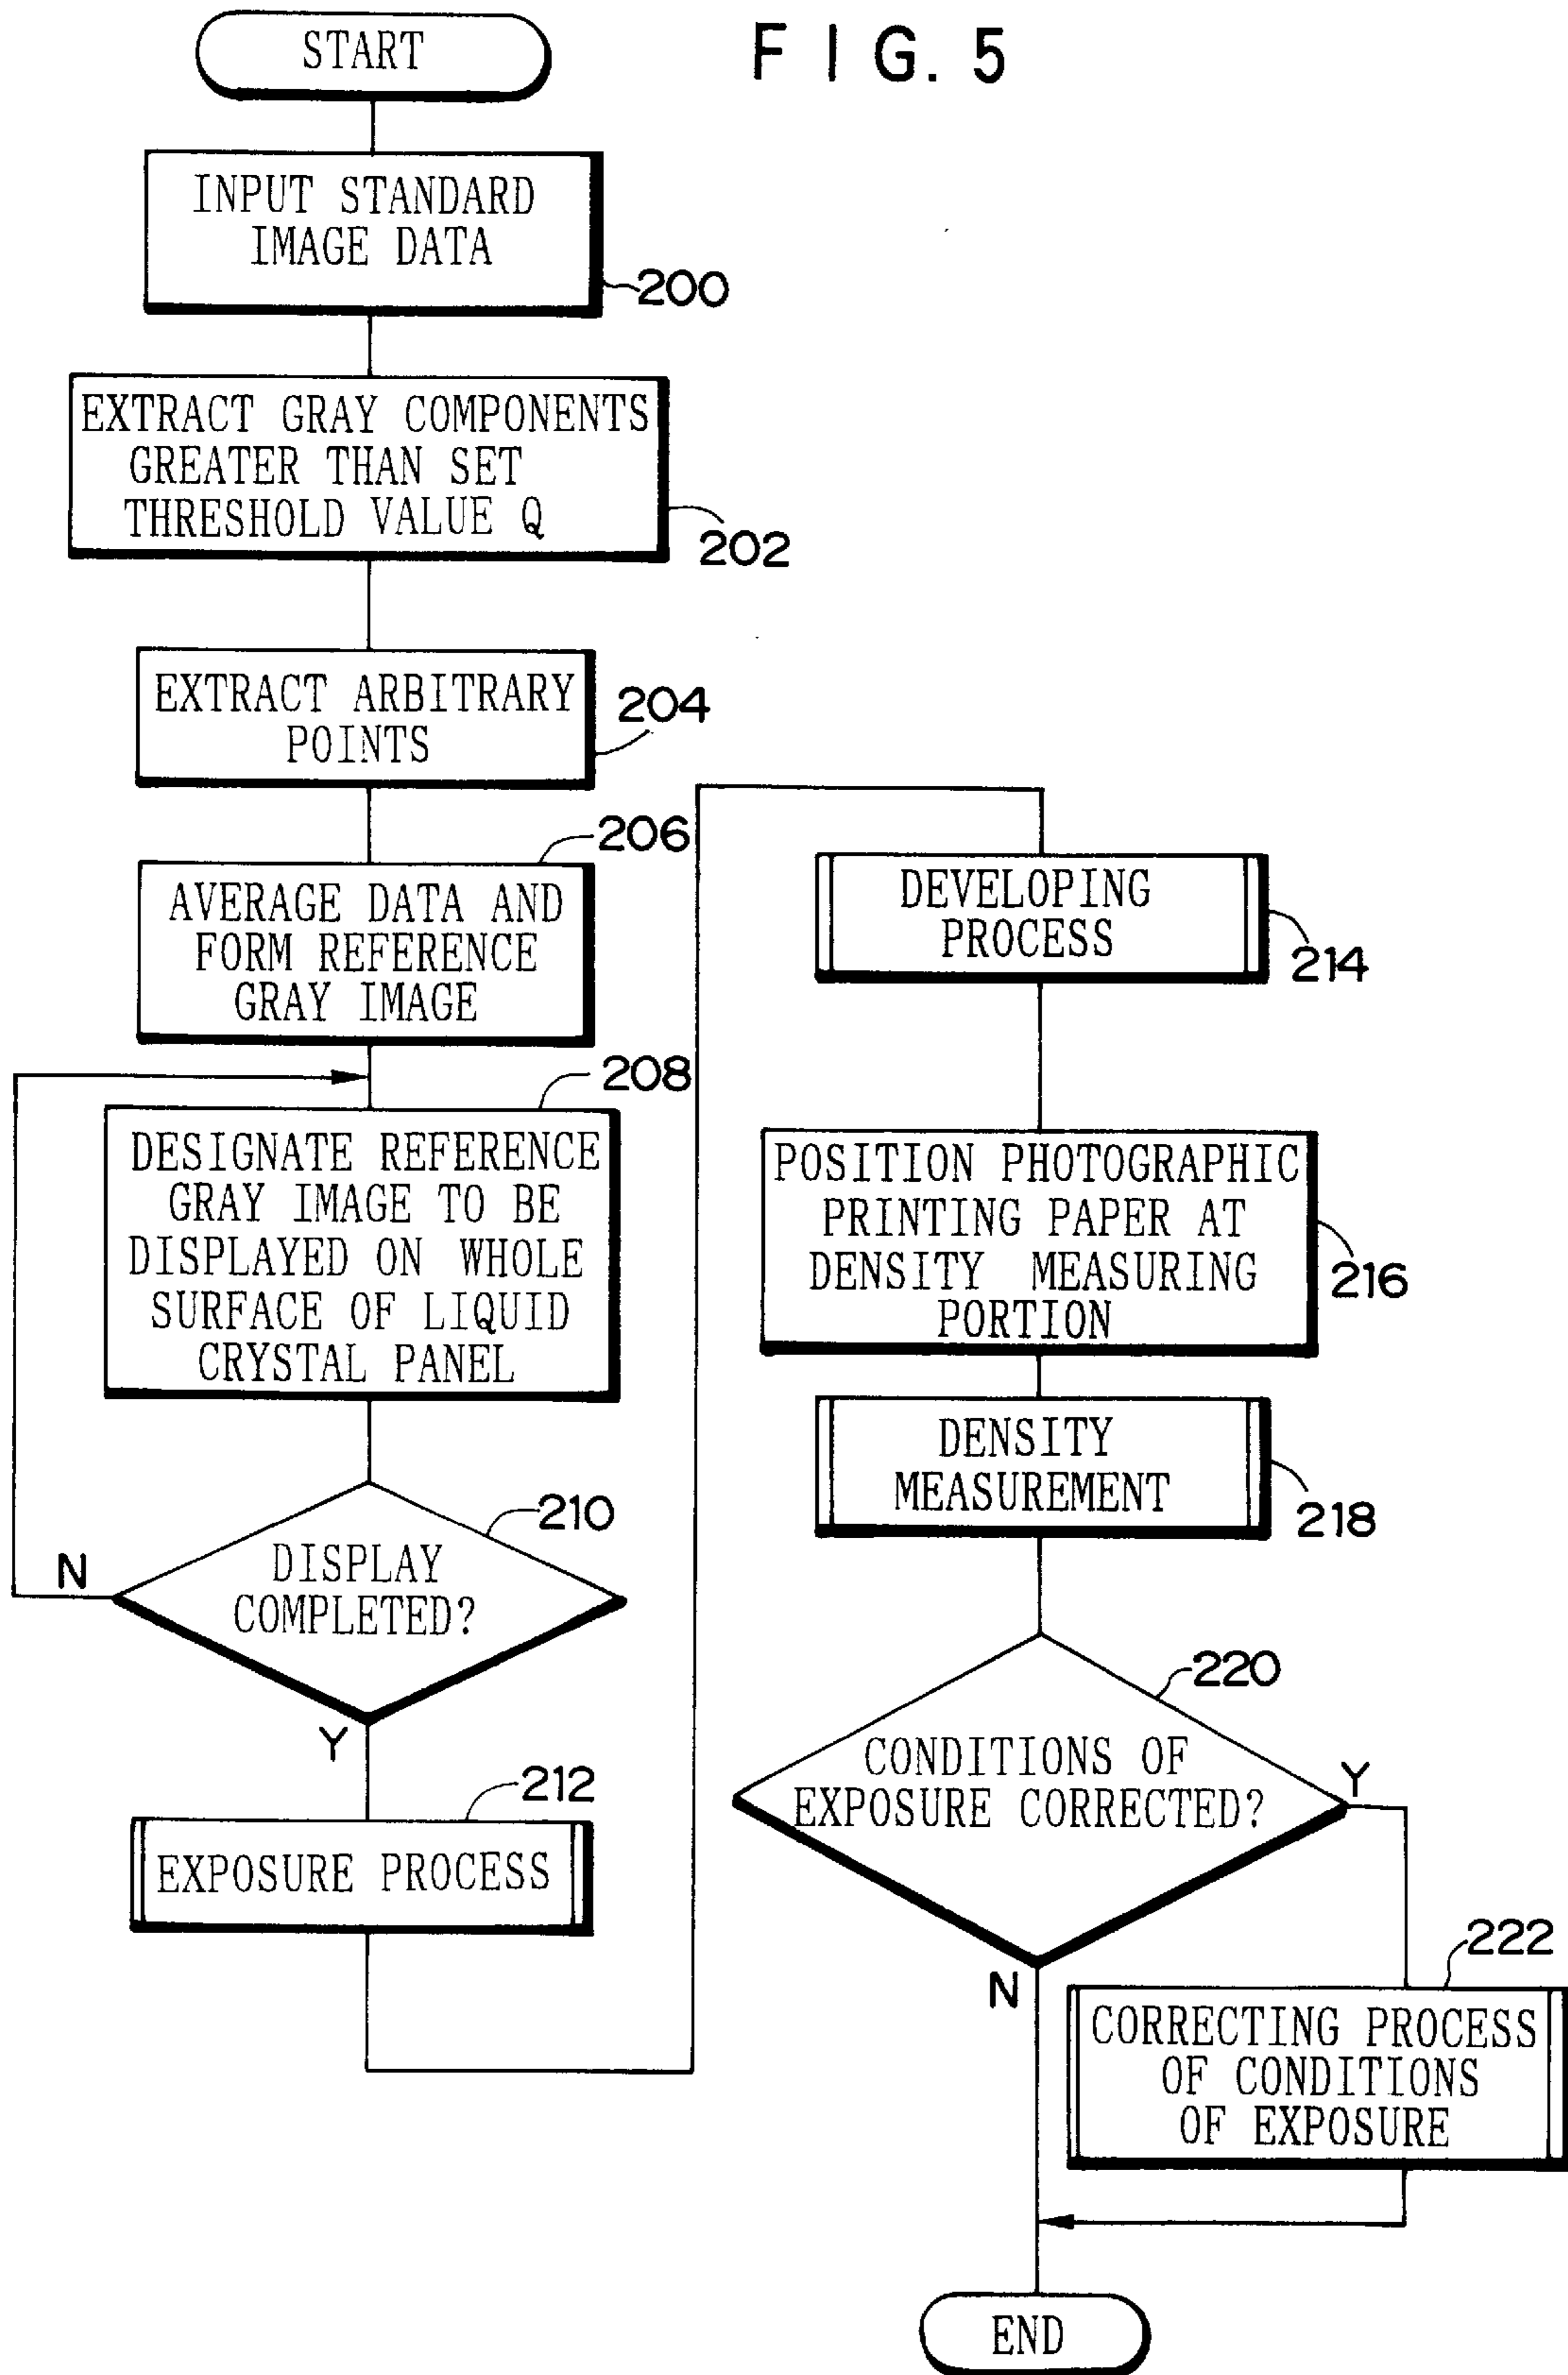 FIG. 5
START
INPUT STANDARD
IMAGE DATA
200
EXTRACT GRAY COMPONENTS
GREATER THAN SET
THRESHOLD VALUE Q
202
EXTRACT ARBITRARY
POINTS
204
206
AVERAGE DATA AND
FORM REFERENCE
GRAY IMAGE
208
DESIGNATE REFERENCE
GRAY IMAGE TO BE
DISPLAYED ON WHOLE
SURFACE OF LIQUID
CRYSTAL PANEL
210
DISPLAY
COMPLETED?
N
Y
212
EXPOSURE PROCESS
DEVELOPING
PROCESS
214
POSITION PHOTOGRAPHIC
PRINTING PAPER AT
DENSITY MEASURING
PORTION
216
DENSITY
MEASUREMENT
218
220
CONDITIONS OF
EXPOSURE CORRECTED?
Y
N
222
CORRECTING PROCESS
OF CONDITIONS
OF EXPOSURE
END